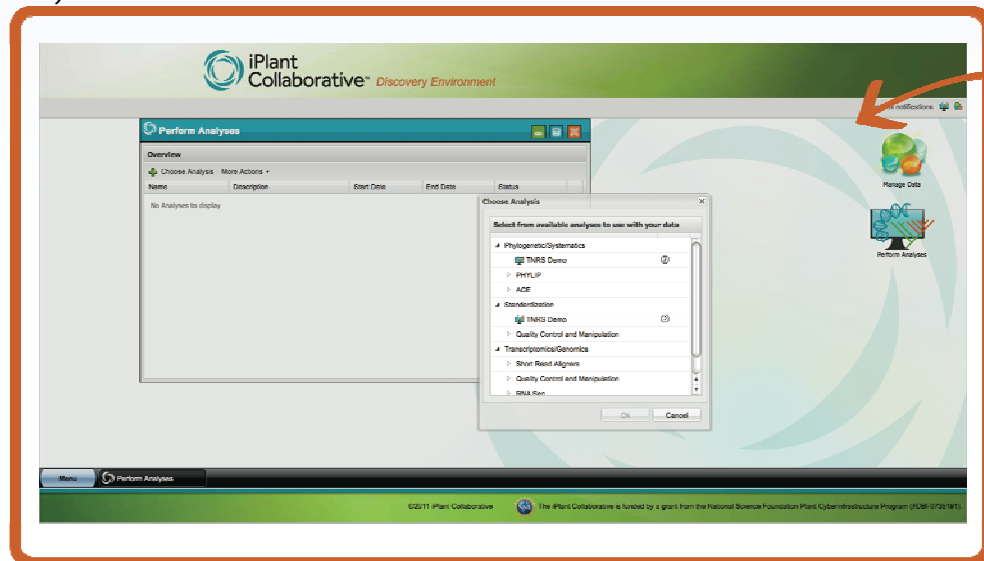 iPlant
Collaborative™ Discovery Environment
notifications
Perform Analyses
Overview
Choose Analysis More Actions
Name Description Start Date End Date Status
No Analyses to display
Choose Analysis
Select from available analyses to use with your data
Phylogenetic/Systematics
TNRS Demo
PHYLIP
ACE
Standardization
TNRS Demo
Quality Control and Manipulation
Transcriptomics/Genomics
Short Read Aligners
Quality Control and Manipulation
RNA Seq
Ok Cancel
Manage Data
Perform Analyses
Menu Perform Analyses
©2011 iPlant Collaborative The iPlant Collaborative is funded by a grant from the National Science Foundation Plant Cyberinfrastructure Program (#DBI-0735191).